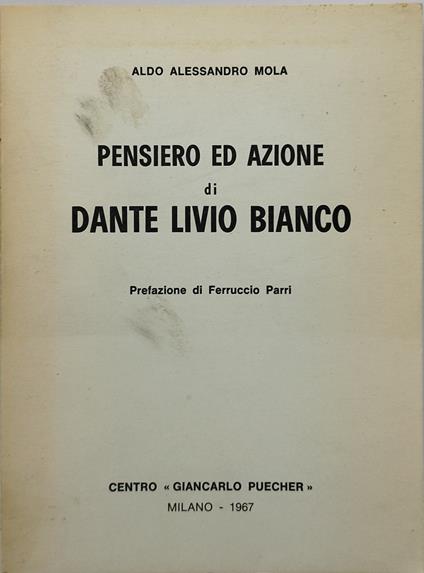 ALDO ALESSANDRO MOLA
PENSIERO ED AZIONE
di
DANTE LIVIO BIANCO
Prefazione di Ferruccio Parri
CENTRO « GIANCARLO PUECHER »
MILANO - 1967